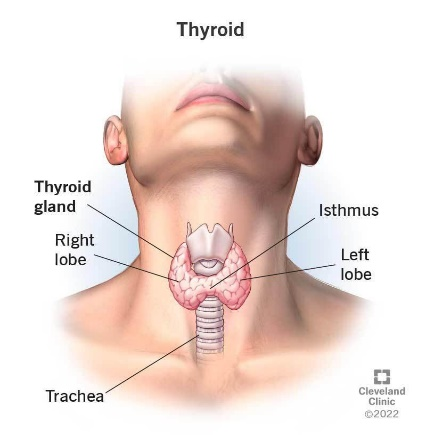 Thyroid
Thyroid
gland
Isthmus
Right
lobe
Left
lobe
Trachea
Cleveland
Clinic
©2022